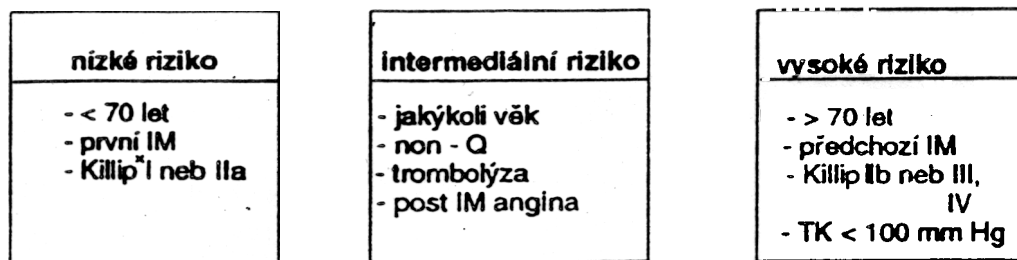 nízké riziko
- < 70 let
- první IM
- Killip* I neb IIa
intermediální riziko
- jakýkoli věk
- non - Q
- trombolýza
- post IM angina
vysoké riziko
- > 70 let
- předchozí IM
- Killip IIb neb III,
IV
- TK < 100 mm Hg